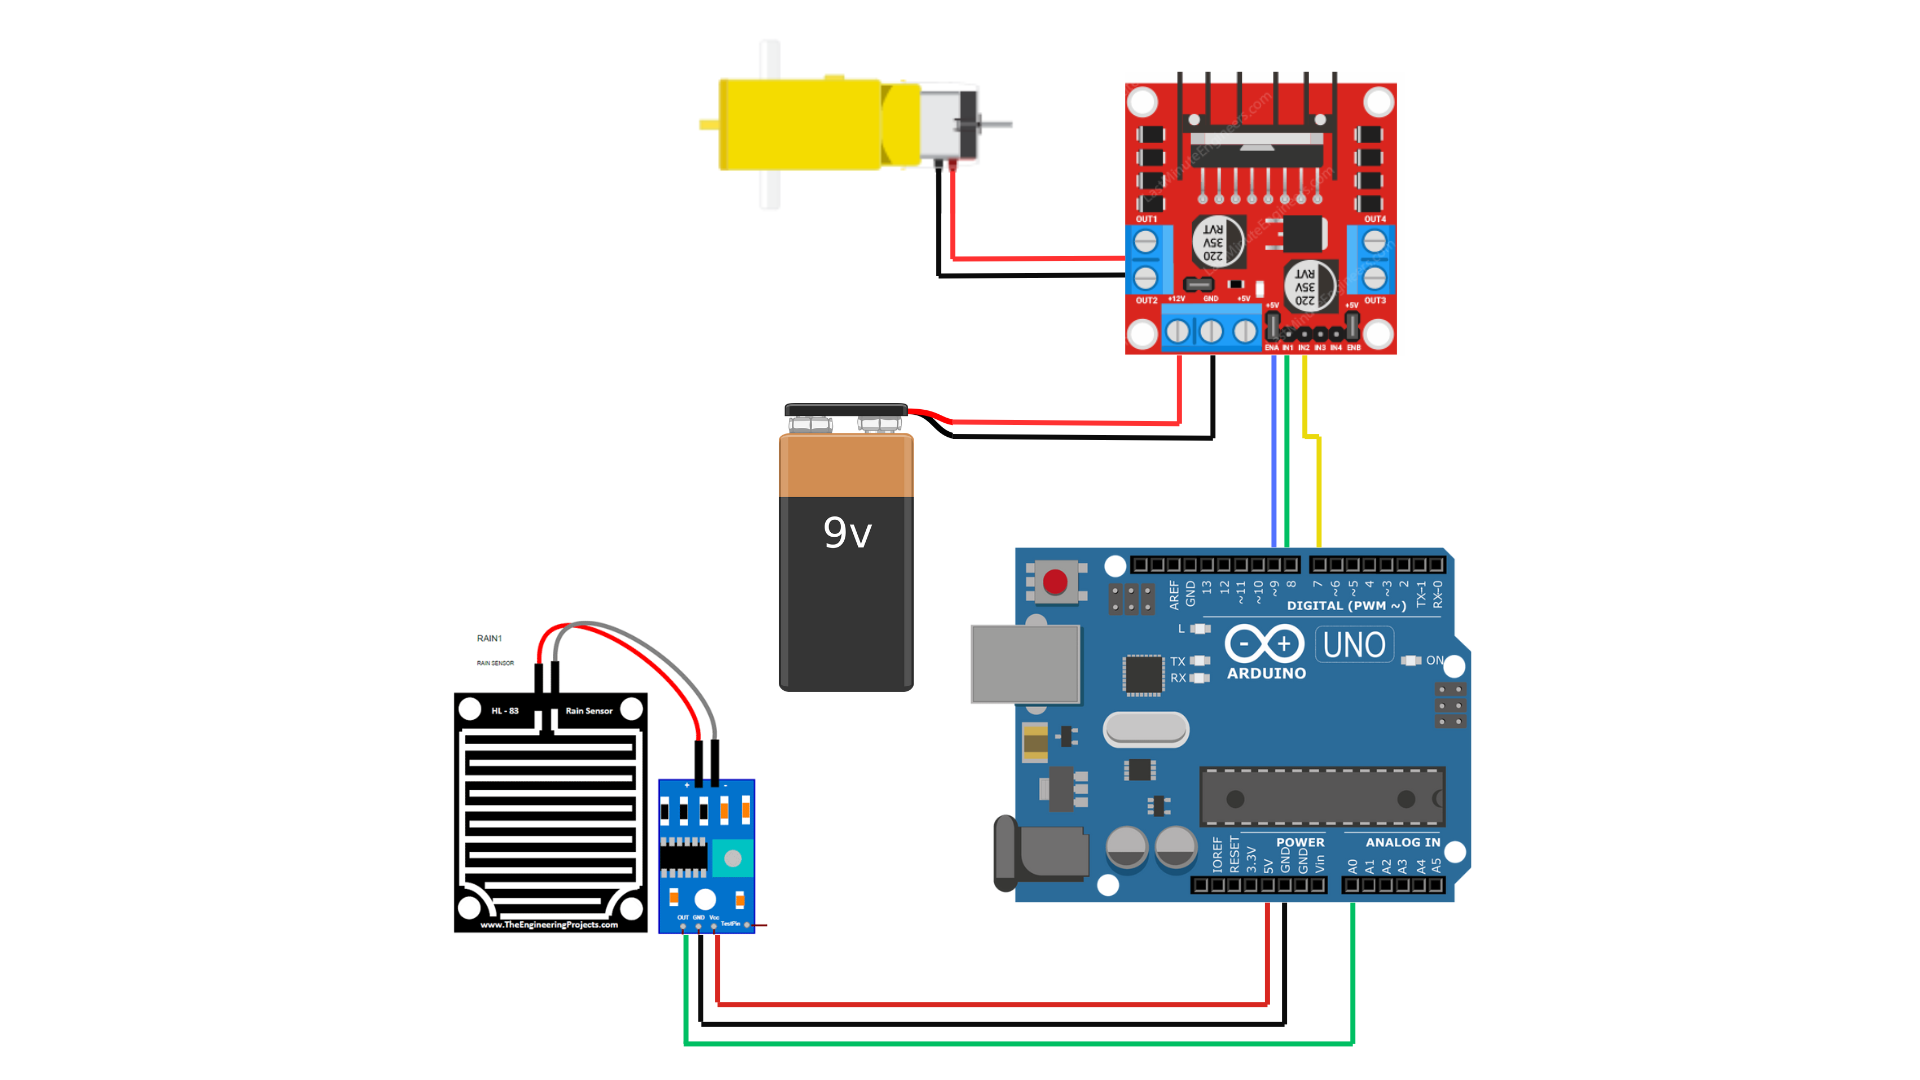 LastMinuteEngineers.com
OUT1
OUT4
RVT
35V
220
RVT
35V
220
OUT2
+12V
GND
+5V
+5V
+5V
OUT3
ENA
IN1
IN2
IN3
IN4
ENB
9v
AREF
GND
13
12
~11
~10
~9
8
7
~6
~5
4
~3
2
TX→1
RX←0
DIGITAL (PWM ~)
L
TX
RX
ARDUINO
UNO
ON
RAIN1
RAIN SENSOR
HL - 83
Rain Sensor
+
-
POWER
ANALOG IN
IOREF
RESET
3.3V
5V
GND
GND
Vin
A0
A1
A2
A3
A4
A5
OUT
GND
Vcc
TestPin
www.TheEngineeringProjects.com